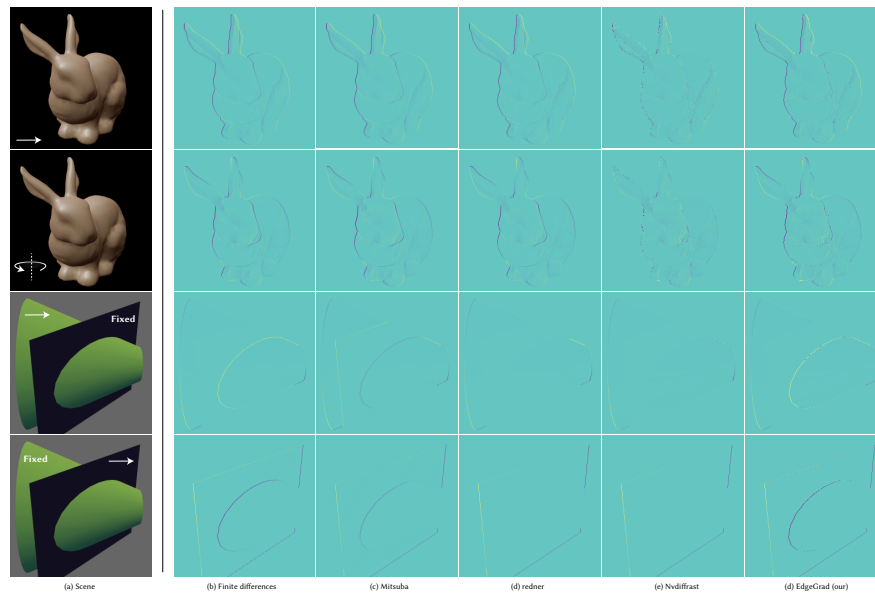 Fixed
Fixed
(a) Scene
(b) Finite differences
(c) Mitsuba
(d) redner
(e) Nvdiffrast
(d) EdgeGrad (our)